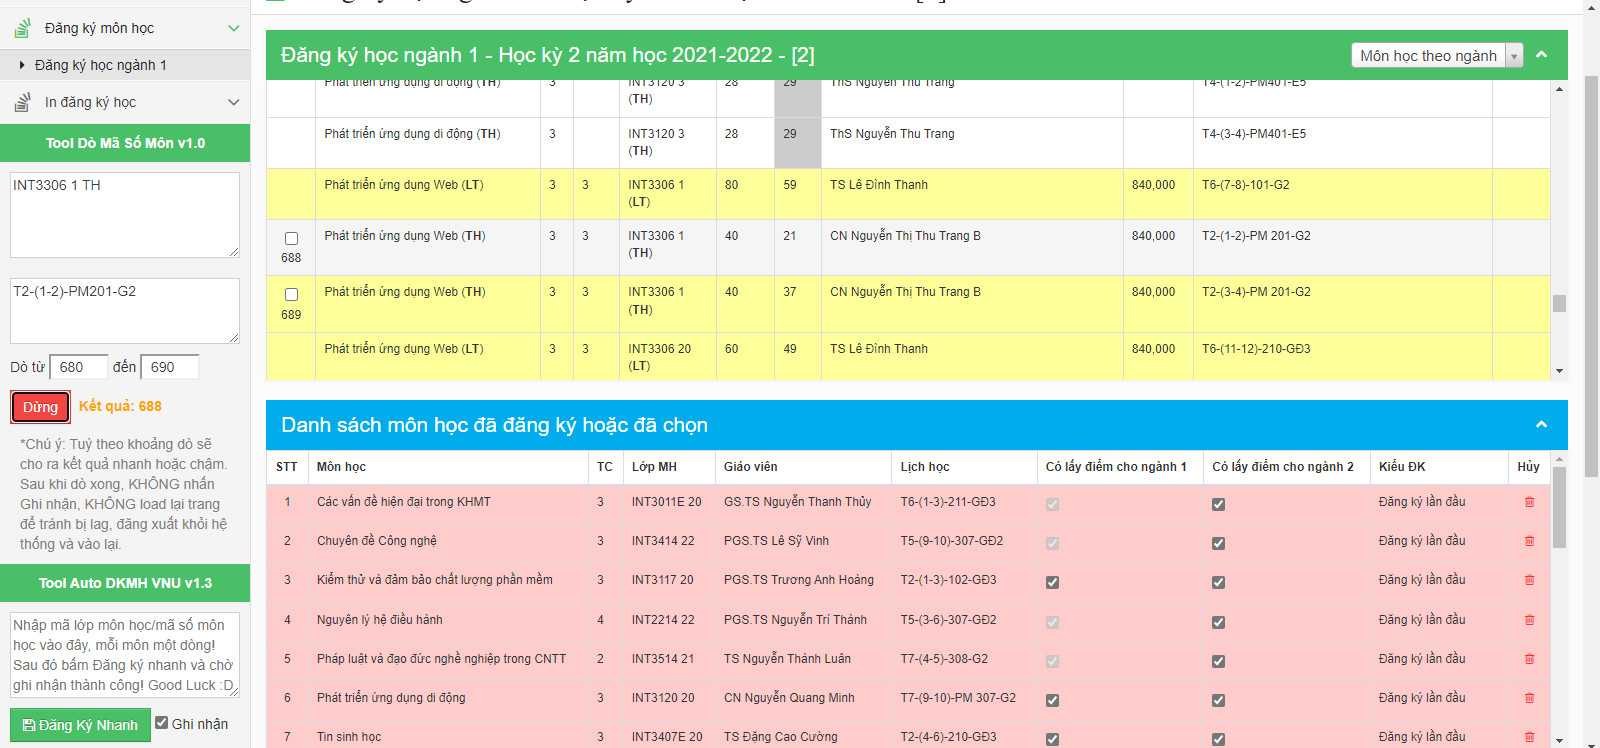 Đăng ký môn học
Đăng ký học ngành 1
In đăng ký học
Tool Dò Mã Số Môn v1.0
INT3306 1 TH
T2-(1-2)-PM201-G2
Dò từ 680 đến 690
Dừng Kết quả: 688
*Chú ý: Tuỳ theo khoảng dò sẽ
cho ra kết quả nhanh hoặc chậm.
Sau khi dò xong, KHÔNG nhấn
Ghi nhận, KHÔNG load lại trang
để tránh bị lag, đăng xuất khỏi hệ
thống và vào lại.
Tool Auto DKMH VNU v1.3
Nhập mã lớp môn học/mã số môn
học vào đây, mỗi môn một dòng!
Sau đó bấm Đăng ký nhanh và chờ
ghi nhận thành công! Good Luck :D
Đăng Ký Nhanh Ghi nhận
Đăng ký học ngành 1 - Học kỳ 2 năm học 2021-2022 - [2] Môn học theo ngành
Phát triển ứng dụng di động (TH) 3 INT3120 3 28 29 ThS Nguyễn Thu Trang T4-(1-2)-PM401-E5
(TH)
Phát triển ứng dụng di động (TH) 3 INT3120 3 28 29 ThS Nguyễn Thu Trang T4-(3-4)-PM401-E5
(TH)
Phát triển ứng dụng Web (LT) 3 3 INT3306 1 80 59 TS Lê Đình Thanh 840,000 T6-(7-8)-101-G2
(LT)
Phát triển ứng dụng Web (TH) 3 3 INT3306 1 40 21 CN Nguyễn Thị Thu Trang B 840,000 T2-(1-2)-PM 201-G2
688 (TH)
Phát triển ứng dụng Web (TH) 3 3 INT3306 1 40 37 CN Nguyễn Thị Thu Trang B 840,000 T2-(3-4)-PM 201-G2
689 (TH)
Phát triển ứng dụng Web (LT) 3 3 INT3306 20 60 49 TS Lê Đình Thanh 840,000 T6-(11-12)-210-GĐ3
(LT)
Danh sách môn học đã đăng ký hoặc đã chọn
STT Môn học TC Lớp MH Giáo viên Lịch học Có lấy điểm cho ngành 1 Có lấy điểm cho ngành 2 Kiểu ĐK Hủy
1 Các vấn đề hiện đại trong KHMT 3 INT3011E 20 GS.TS Nguyễn Thanh Thủy T6-(1-3)-211-GĐ3 Đăng ký lần đầu
2 Chuyên đề Công nghệ 3 INT3414 22 PGS.TS Lê Sỹ Vinh T5-(9-10)-307-GĐ2 Đăng ký lần đầu
3 Kiểm thử và đảm bảo chất lượng phần mềm 3 INT3117 20 PGS.TS Trương Anh Hoàng T2-(1-3)-102-GĐ3 Đăng ký lần đầu
4 Nguyên lý hệ điều hành 4 INT2214 22 PGS.TS Nguyễn Trí Thành T5-(3-6)-307-GĐ2 Đăng ký lần đầu
5 Pháp luật và đạo đức nghề nghiệp trong CNTT 2 INT3514 21 TS Nguyễn Thành Luân T7-(4-5)-308-G2 Đăng ký lần đầu
6 Phát triển ứng dụng di động 3 INT3120 20 CN Nguyễn Quang Minh T7-(9-10)-PM 307-G2 Đăng ký lần đầu
7 Tin sinh học 3 INT3407E 20 TS Đặng Cao Cường T2-(4-6)-210-GĐ3 Đăng ký lần đầu